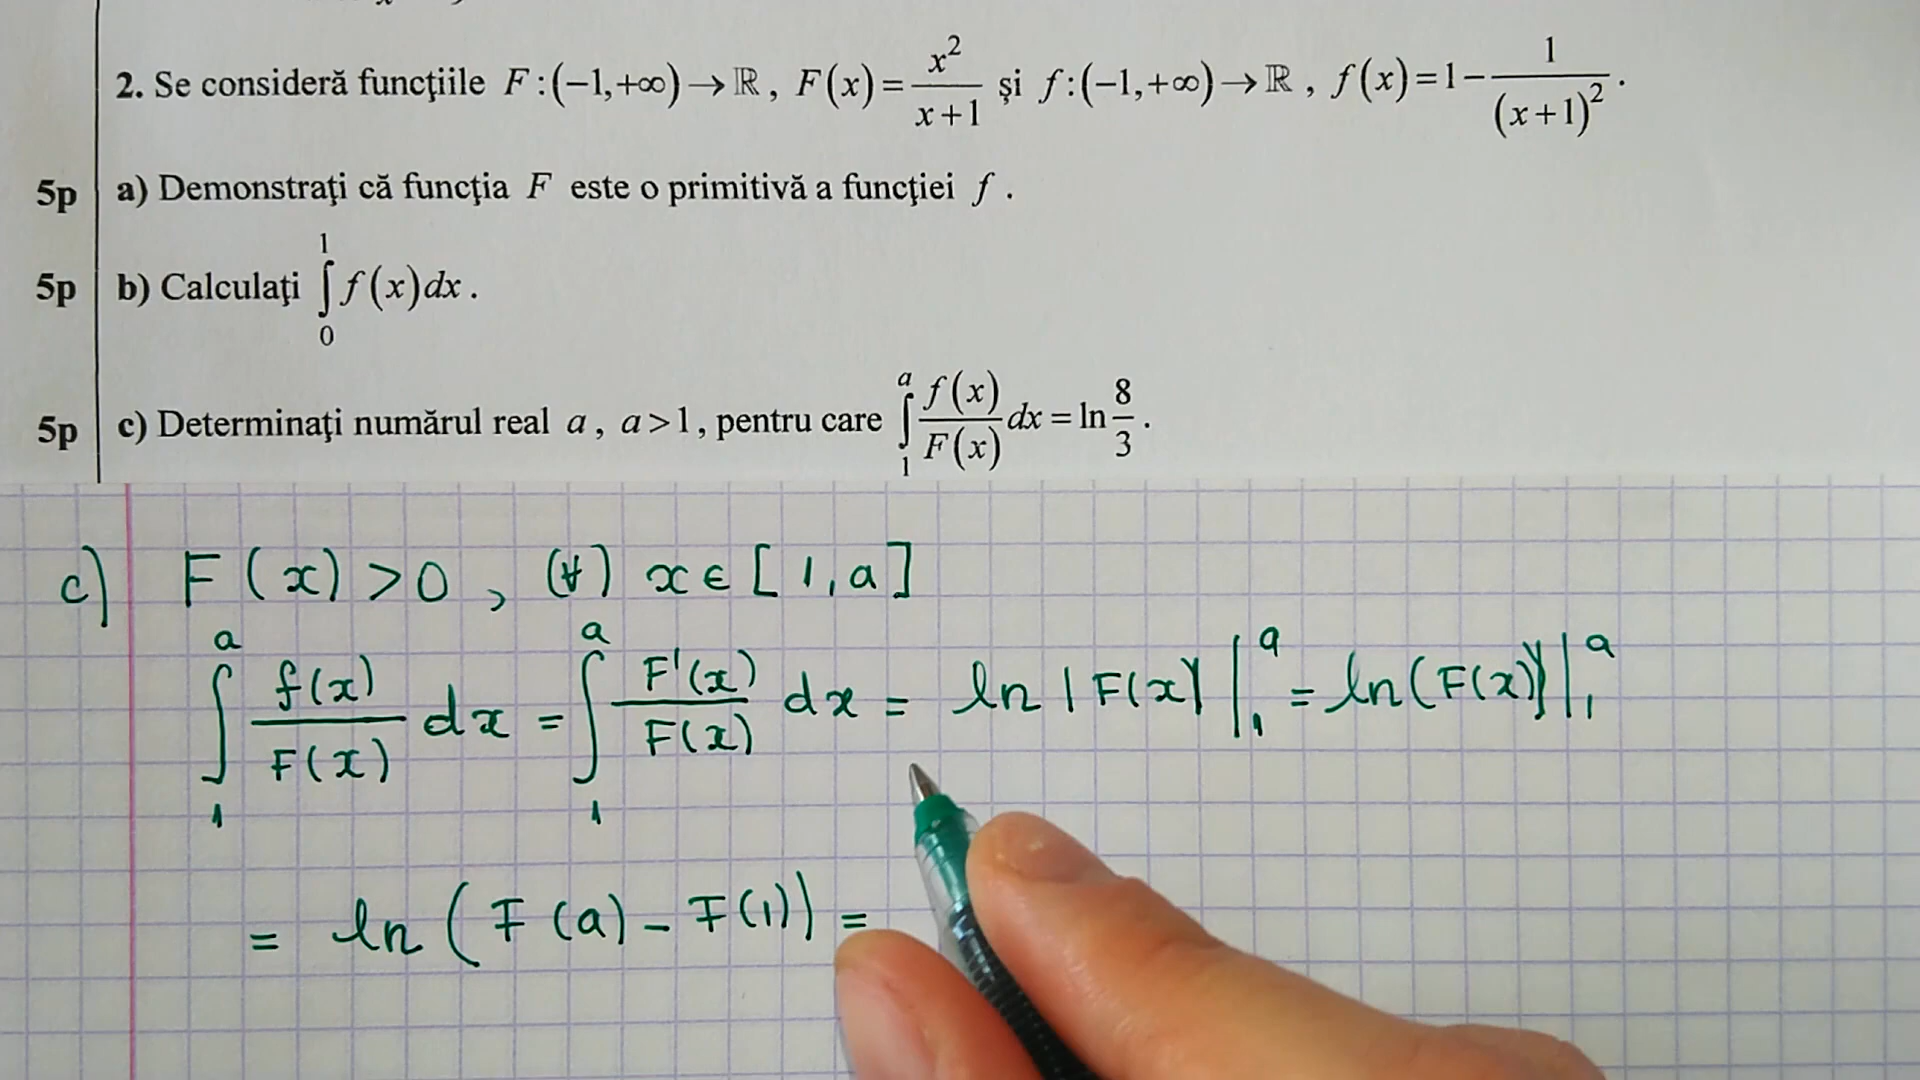 2. Se consideră funcţiile F:(−1,+∞)→ℝ, F(x)=x²/(x+1) şi f:(−1,+∞)→ℝ, f(x)=1−1/(x+1)².
5p a) Demonstraţi că funcţia F este o primitivă a funcţiei f.
5p b) Calculaţi ∫₀¹ f(x)dx.
5p c) Determinaţi numărul real a, a>1, pentru care ∫₁ᵃ f(x)/F(x) dx = ln 8/3.
c) F(x)>0, (∀) x∈[1,a]
∫₁ᵃ f(x)/F(x) dx = ∫₁ᵃ F'(x)/F(x) dx = ln|F(x)| |₁ᵃ = ln(F(x)) |₁ᵃ
= ln(F(a) − F(1)) =